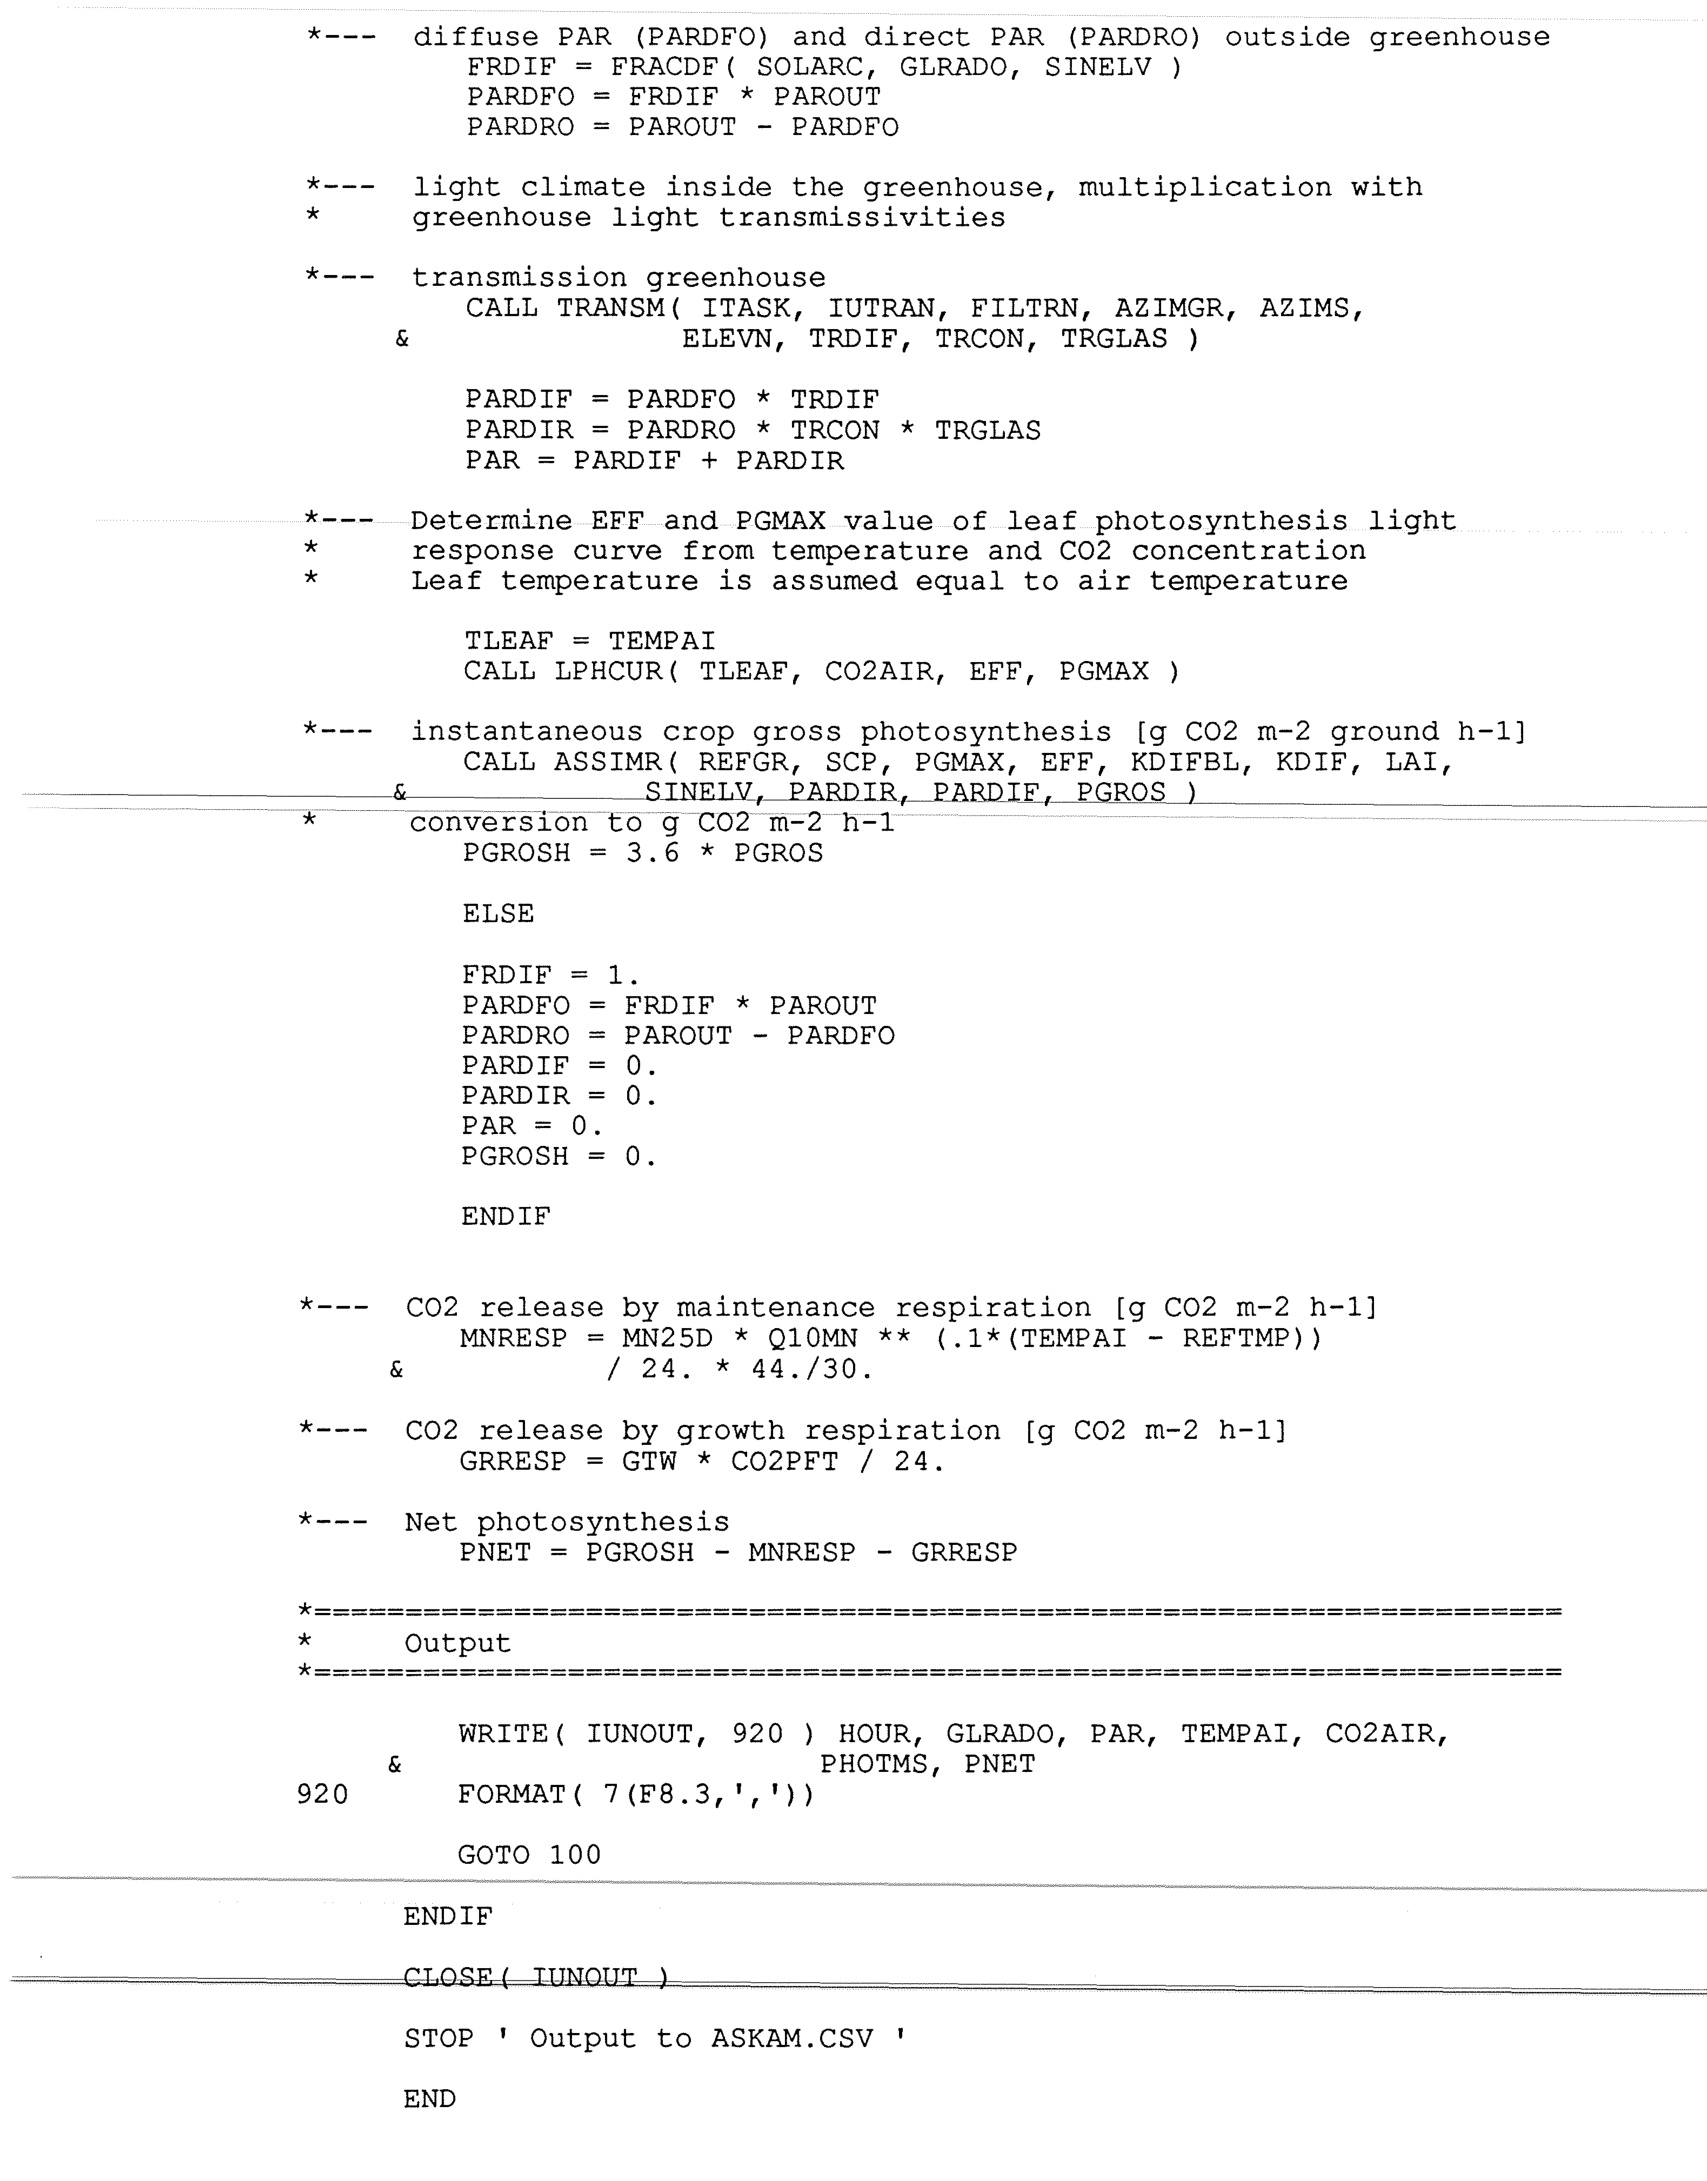 *---  diffuse PAR (PARDFO) and direct PAR (PARDRO) outside greenhouse
         FRDIF = FRACDF( SOLARC, GLRADO, SINELV )
         PARDFO = FRDIF * PAROUT
         PARDRO = PAROUT - PARDFO

*---  light climate inside the greenhouse, multiplication with
*     greenhouse light transmissivities

*---  transmission greenhouse
         CALL TRANSM( ITASK, IUTRAN, FILTRN, AZIMGR, AZIMS,
     &               ELEVN, TRDIF, TRCON, TRGLAS )

         PARDIF = PARDFO * TRDIF
         PARDIR = PARDRO * TRCON * TRGLAS
         PAR = PARDIF + PARDIR

*---  Determine EFF and PGMAX value of leaf photosynthesis light
*     response curve from temperature and CO2 concentration
*     Leaf temperature is assumed equal to air temperature

         TLEAF = TEMPAI
         CALL LPHCUR( TLEAF, CO2AIR, EFF, PGMAX )

*---  instantaneous crop gross photosynthesis [g CO2 m-2 ground h-1]
         CALL ASSIMR( REFGR, SCP, PGMAX, EFF, KDIFBL, KDIF, LAI,
     &             SINELV, PARDIR, PARDIF, PGROS )
*     conversion to g CO2 m-2 h-1
         PGROSH = 3.6 * PGROS

         ELSE

         FRDIF = 1.
         PARDFO = FRDIF * PAROUT
         PARDRO = PAROUT - PARDFO
         PARDIF = 0.
         PARDIR = 0.
         PAR = 0.
         PGROSH = 0.

         ENDIF

*---  CO2 release by maintenance respiration [g CO2 m-2 h-1]
         MNRESP = MN25D * Q10MN ** (.1*(TEMPAI - REFTMP))
     &           / 24. * 44./30.

*---  CO2 release by growth respiration [g CO2 m-2 h-1]
         GRRESP = GTW * CO2PFT / 24.

*---  Net photosynthesis
         PNET = PGROSH - MNRESP - GRRESP

*=====================================================================
*     Output
*=====================================================================

         WRITE( IUNOUT, 920 ) HOUR, GLRADO, PAR, TEMPAI, CO2AIR,
     &                       PHOTMS, PNET
920      FORMAT( 7(F8.3,','))

         GOTO 100

      ENDIF

      CLOSE( IUNOUT )

      STOP ' Output to ASKAM.CSV '

      END